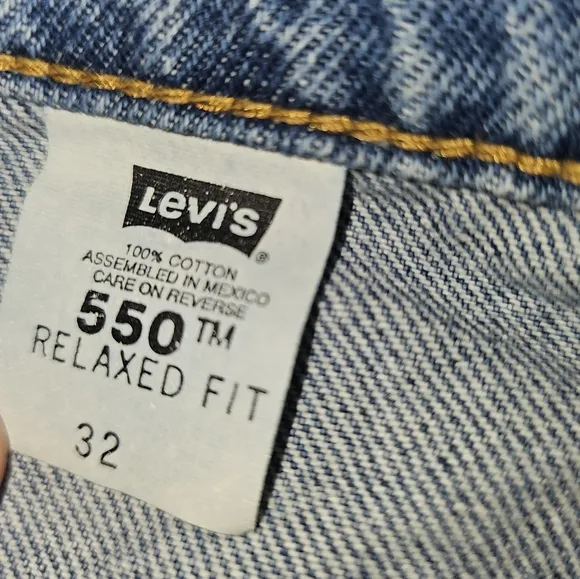 Levi's®
100% COTTON
ASSEMBLED IN MEXICO
CARE ON REVERSE
550™
RELAXED FIT
32